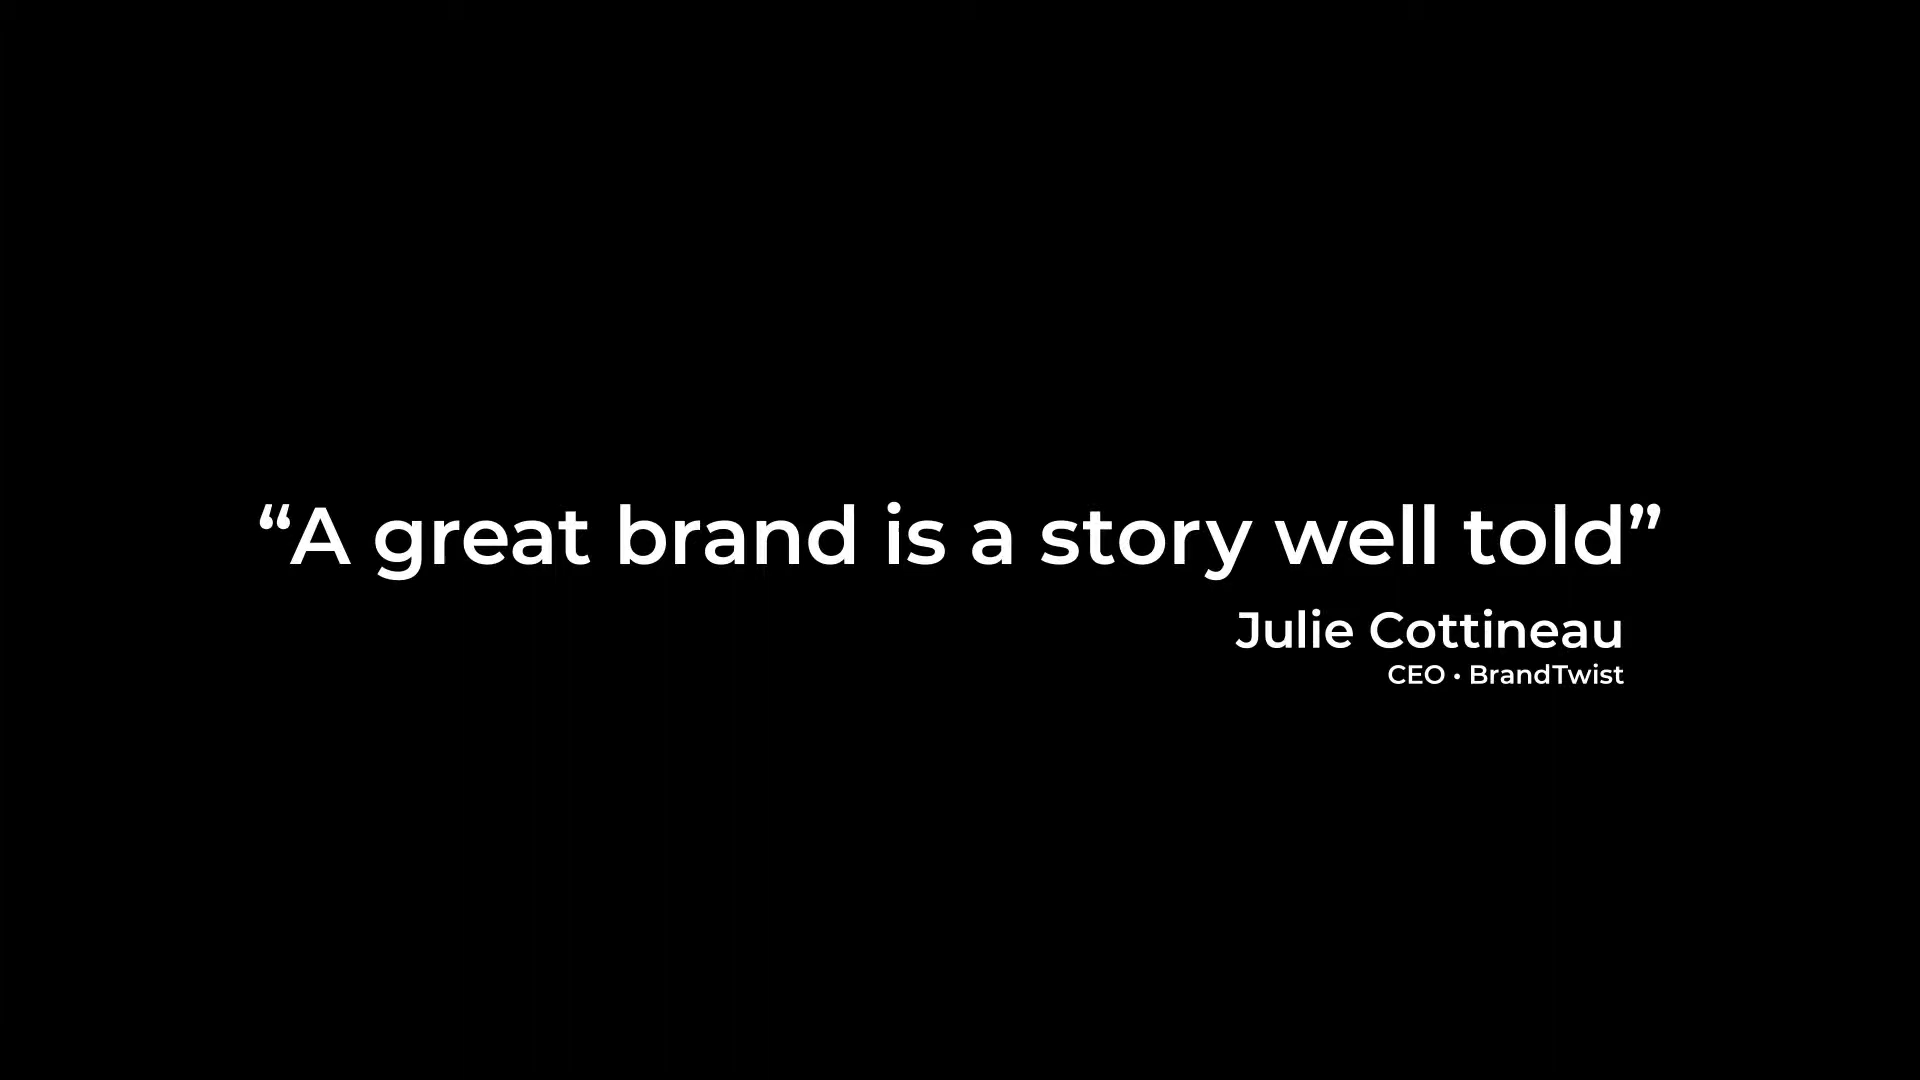 “A great brand is a story well told”
Julie Cottineau
CEO • BrandTwist